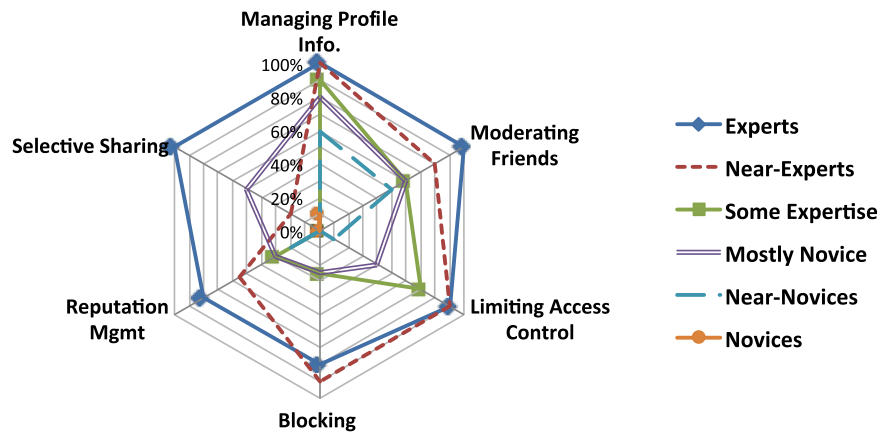 Managing Profile
Info.
100%
80%
60%
40%
20%
0%
Moderating
Friends
Limiting Access
Control
Blocking
Reputation
Mgmt
Selective Sharing
Experts
Near-Experts
Some Expertise
Mostly Novice
Near-Novices
Novices